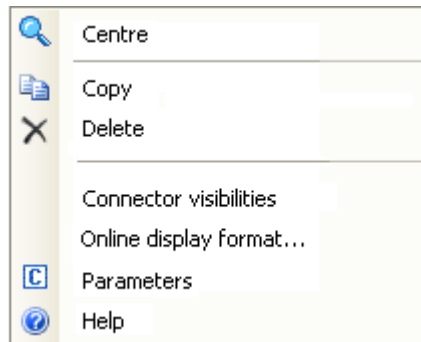 Centre
Copy
Delete
Connector visibilities
Online display format...
C Parameters
Help